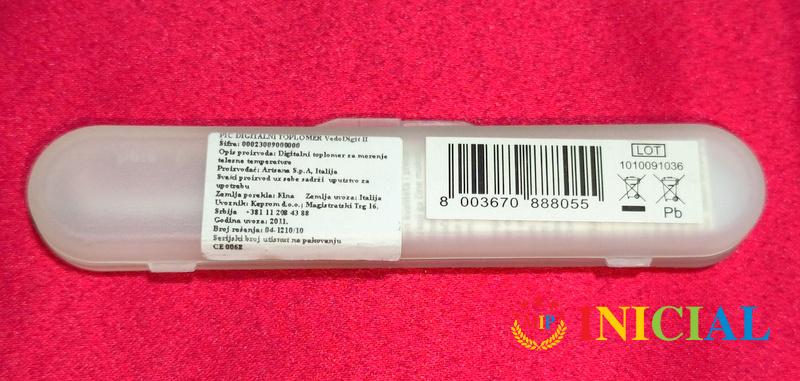 PIC DIGITALNI TOPLOMER VedoDigit II
Šifra: 00023009000000
Opis proizvoda: Digitalni toplomer za merenje
telesne temperature
Proizvođač: Artsana S.p.A, Italija
Svaki proizvod uz sebe sadrži uputstvo za
upotrebu
Zemlja porekla: Kina Zemlja uvoza: Italija
Uvoznik: Keprom d.o.o.; Magistratski Trg 16,
Srbija +381 11 208 43 88
Godina uvoza: 2011.
Broj rešenja: 04-1210/10
Serijski broj utisnut na pakovanju
CE 0068
8 003670 888055
LOT
1010091036
Pb
IP
INICIAL